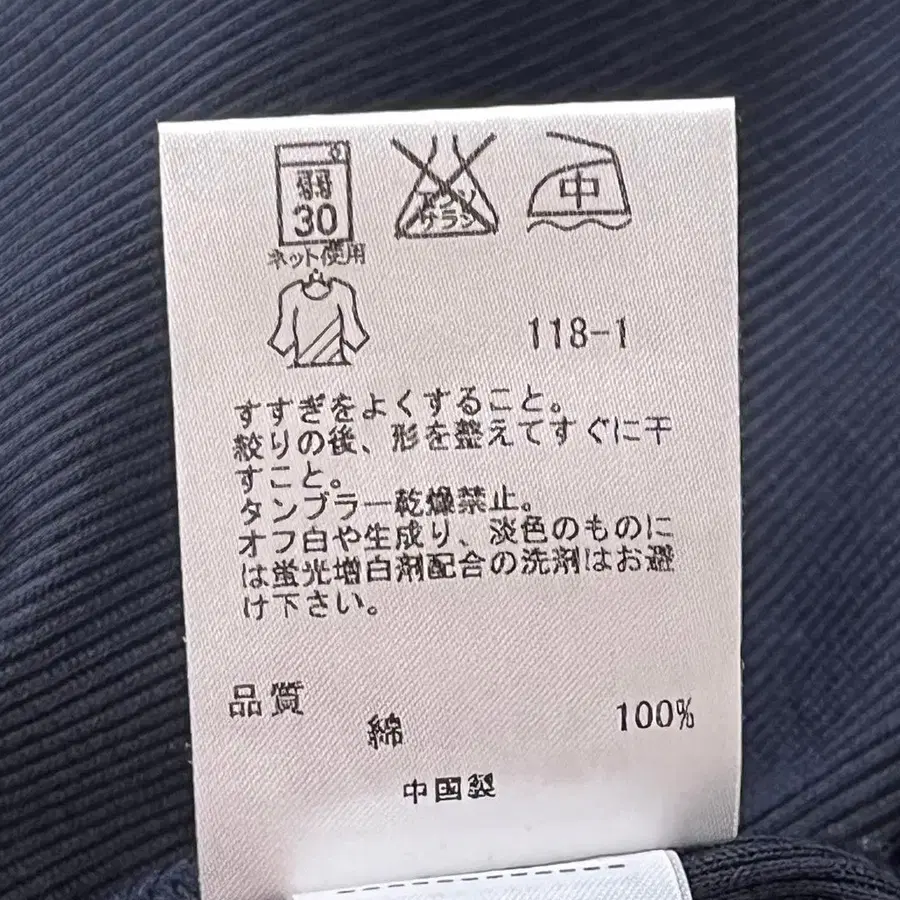 弱
30
ネット使用
エンソ
サラシ
中
118-1
すすぎをよくすること。
絞りの後、形を整えてすぐに干
すこと。
タンブラー乾燥禁止。
オフ白や生成り、淡色のものに
は蛍光増白剤配合の洗剤はお避
け下さい。
品質
綿 100%
中国製